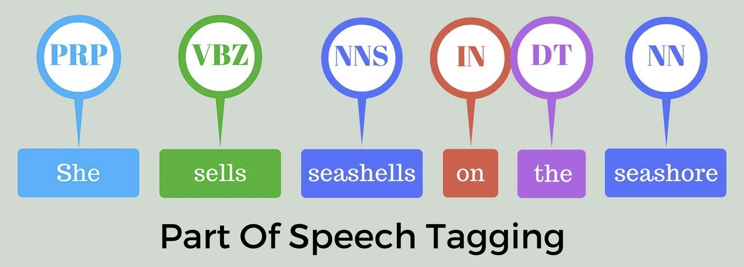 PRP VBZ NNS IN DT NN
She sells seashells on the seashore
Part Of Speech Tagging